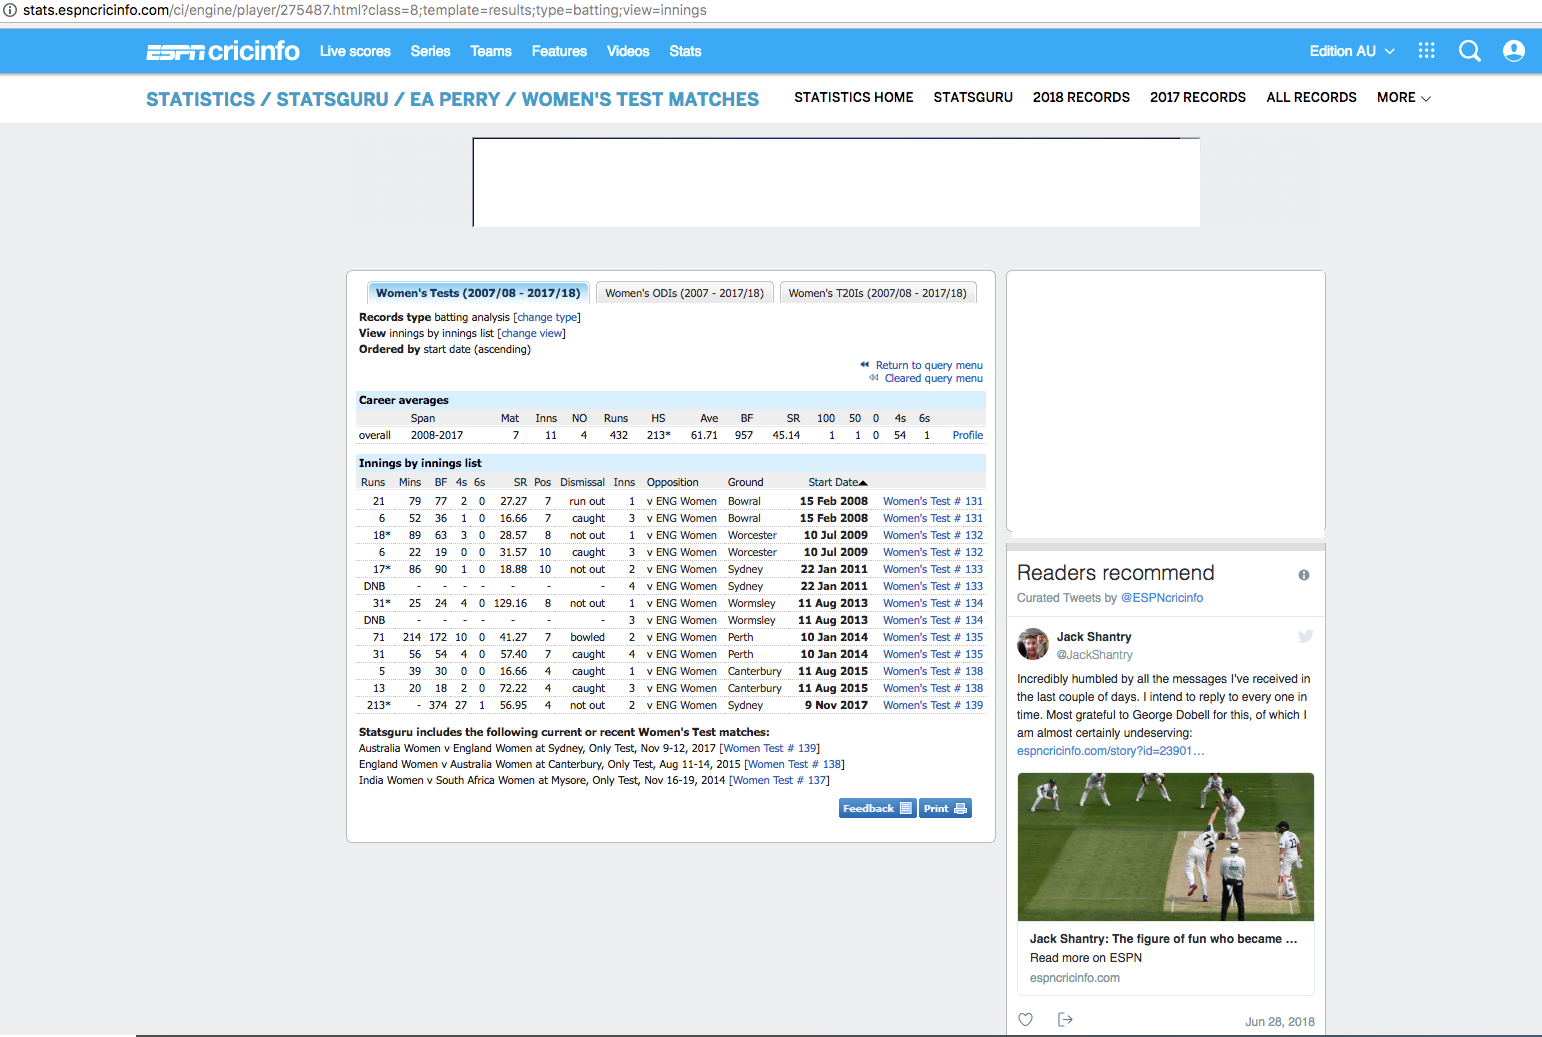 stats.espncricinfo.com/ci/engine/player/275487.html?class=8;template=results;type=batting;view=innings
ESPN cricinfo Live scores Series Teams Features Videos Stats Edition AU
STATISTICS / STATSGURU / EA PERRY / WOMEN'S TEST MATCHES STATISTICS HOME STATSGURU 2018 RECORDS 2017 RECORDS ALL RECORDS MORE
Women's Tests (2007/08 - 2017/18) Women's ODIs (2007 - 2017/18) Women's T20Is (2007/08 - 2017/18)
Records type batting analysis [change type]
View innings by innings list [change view]
Ordered by start date (ascending)
Return to query menu
Cleared query menu
Career averages
Span Mat Inns NO Runs HS Ave BF SR 100 50 0 4s 6s
overall 2008-2017 7 11 4 432 213* 61.71 957 45.14 1 1 0 54 1 Profile
Innings by innings list
Runs Mins BF 4s 6s SR Pos Dismissal Inns Opposition Ground Start Date
21 79 77 2 0 27.27 7 run out 1 v ENG Women Bowral 15 Feb 2008 Women's Test # 131
6 52 36 1 0 16.66 7 caught 3 v ENG Women Bowral 15 Feb 2008 Women's Test # 131
18* 89 63 3 0 28.57 8 not out 1 v ENG Women Worcester 10 Jul 2009 Women's Test # 132
6 22 19 0 0 31.57 10 caught 3 v ENG Women Worcester 10 Jul 2009 Women's Test # 132
17* 86 90 1 0 18.88 10 not out 2 v ENG Women Sydney 22 Jan 2011 Women's Test # 133
DNB - - - - - - - 4 v ENG Women Sydney 22 Jan 2011 Women's Test # 133
31* 25 24 4 0 129.16 8 not out 1 v ENG Women Wormsley 11 Aug 2013 Women's Test # 134
DNB - - - - - - - 3 v ENG Women Wormsley 11 Aug 2013 Women's Test # 134
71 214 172 10 0 41.27 7 bowled 2 v ENG Women Perth 10 Jan 2014 Women's Test # 135
31 56 54 4 0 57.40 7 caught 4 v ENG Women Perth 10 Jan 2014 Women's Test # 135
5 39 30 0 0 16.66 4 caught 1 v ENG Women Canterbury 11 Aug 2015 Women's Test # 138
13 20 18 2 0 72.22 4 caught 3 v ENG Women Canterbury 11 Aug 2015 Women's Test # 138
213* - 374 27 1 56.95 4 not out 2 v ENG Women Sydney 9 Nov 2017 Women's Test # 139
Statsguru includes the following current or recent Women's Test matches:
Australia Women v England Women at Sydney, Only Test, Nov 9-12, 2017 [Women Test # 139]
England Women v Australia Women at Canterbury, Only Test, Aug 11-14, 2015 [Women Test # 138]
India Women v South Africa Women at Mysore, Only Test, Nov 16-19, 2014 [Women Test # 137]
Feedback Print
Readers recommend
Curated Tweets by @ESPNcricinfo
Jack Shantry
@JackShantry
Incredibly humbled by all the messages I've received in
the last couple of days. I intend to reply to every one in
time. Most grateful to George Dobell for this, of which I
am almost certainly undeserving:
espncricinfo.com/story?id=23901…
Jack Shantry: The figure of fun who became ...
Read more on ESPN
espncricinfo.com
Jun 28, 2018